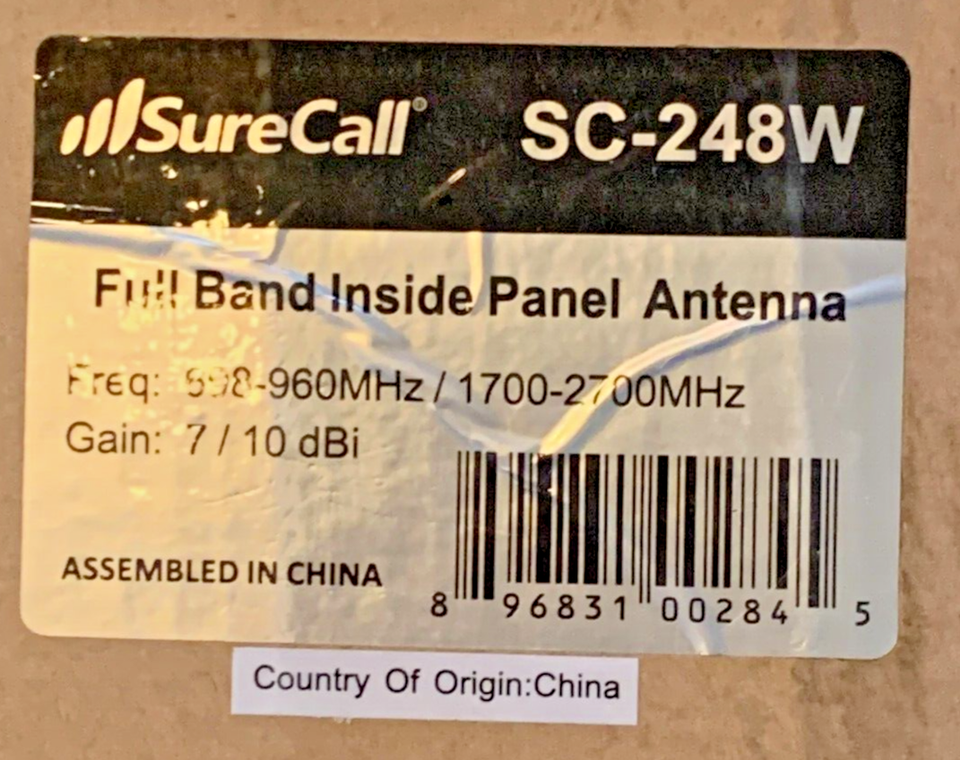 SureCall® SC-248W
Full Band Inside Panel Antenna
Freq: 698-960MHz / 1700-2700MHz
Gain: 7 / 10 dBi
ASSEMBLED IN CHINA
8 96831 00284 5
Country Of Origin:China